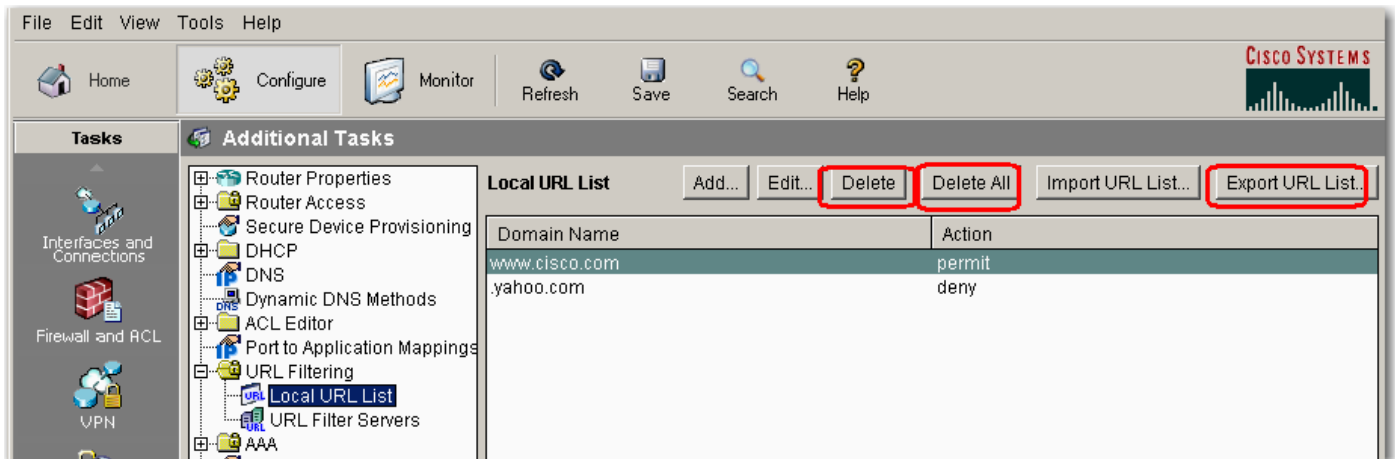 File Edit View Tools Help
Home Configure Monitor Refresh Save Search Help
CISCO SYSTEMS
Tasks
Additional Tasks
Interfaces and
Connections
Firewall and ACL
VPN
Router Properties
Router Access
Secure Device Provisioning
DHCP
DNS
Dynamic DNS Methods
ACL Editor
Port to Application Mappings
URL Filtering
Local URL List
URL Filter Servers
AAA
Local URL List Add... Edit... Delete Delete All Import URL List... Export URL List...
Domain Name Action
www.cisco.com permit
.yahoo.com deny